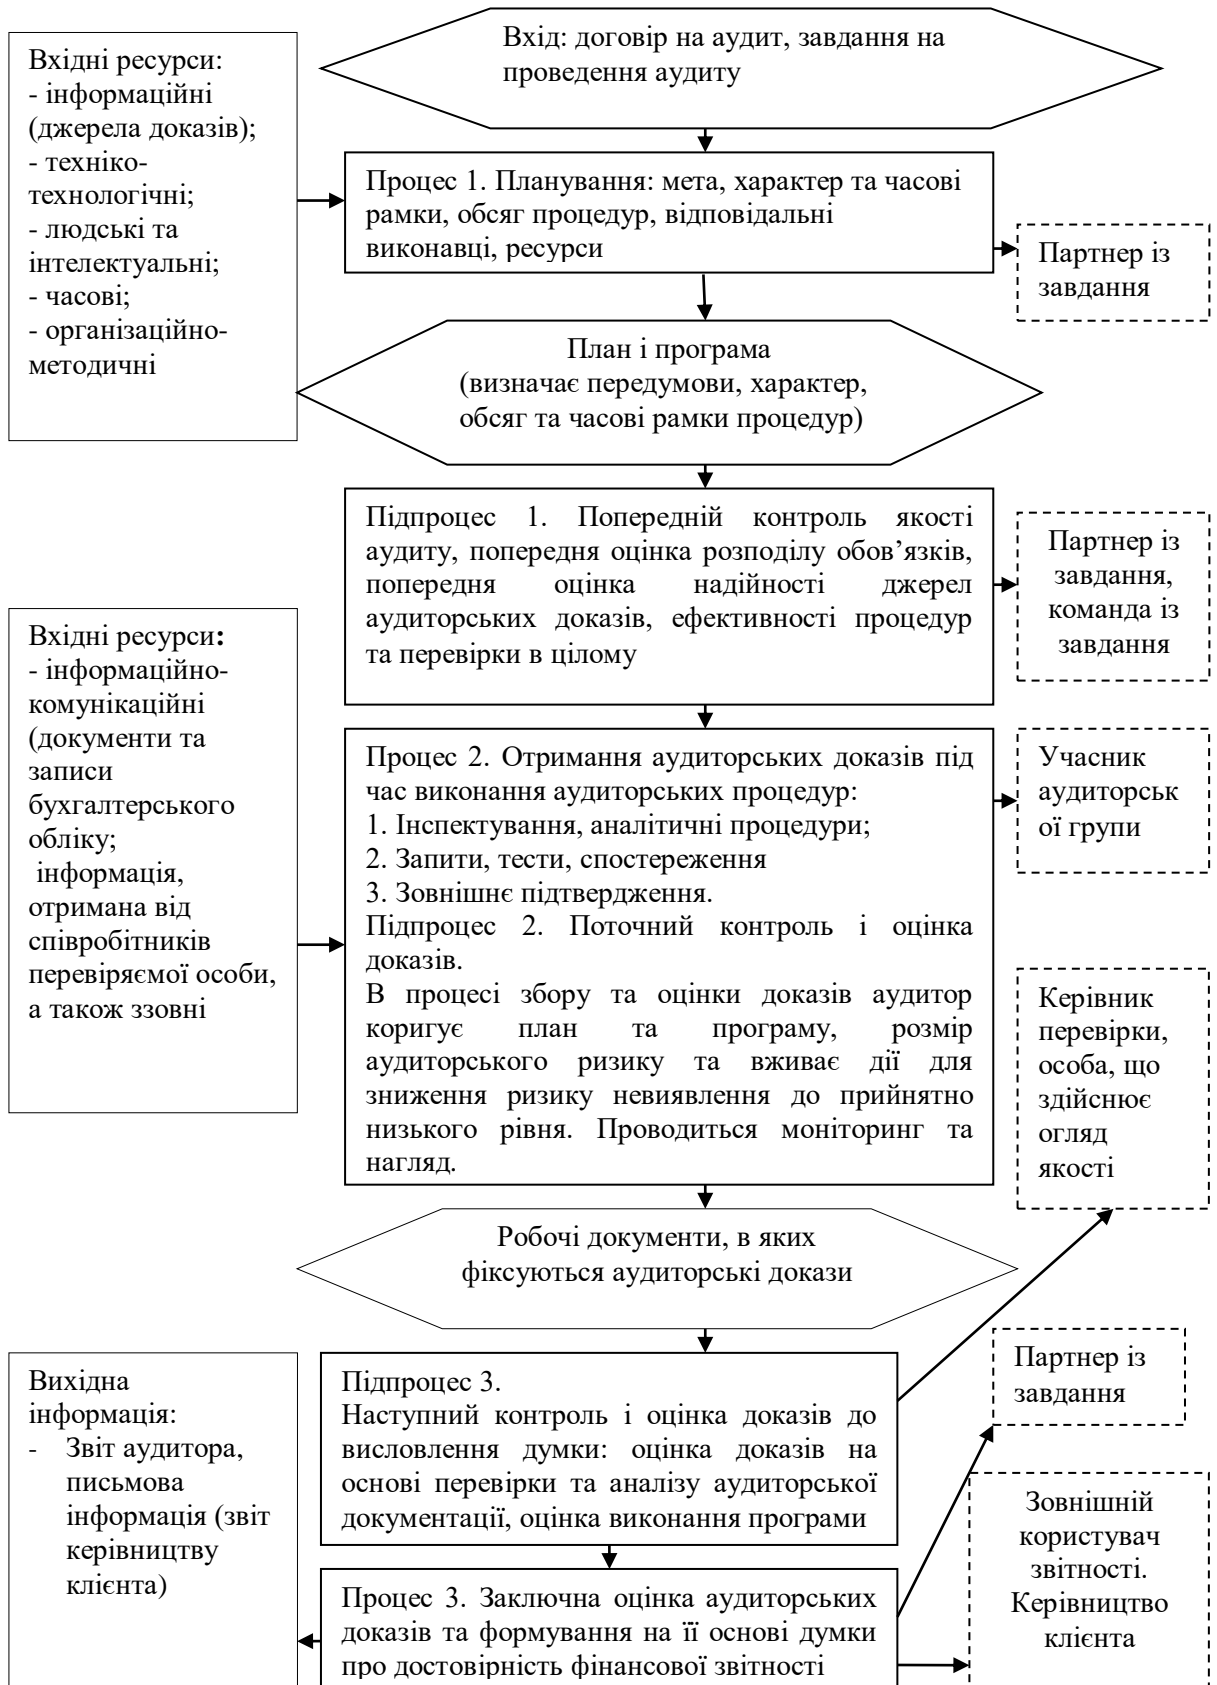 Вхід: договір на аудит, завдання на
проведення аудиту
Вхідні ресурси:
- інформаційні
(джерела доказів);
- техніко-
технологічні;
- людські та
інтелектуальні;
- часові;
- організаційно-
методичні
Процес 1. Планування: мета, характер та часові
рамки, обсяг процедур, відповідальні
виконавці, ресурси
Партнер із
завдання
План і програма
(визначає передумови, характер,
обсяг та часові рамки процедур)
Підпроцес 1. Попередній контроль якості
аудиту, попередня оцінка розподілу обов’язків,
попередня оцінка надійності джерел
аудиторських доказів, ефективності процедур
та перевірки в цілому
Партнер із
завдання,
команда із
завдання
Вхідні ресурси:
- інформаційно-
комунікаційні
(документи та
записи
бухгалтерського
обліку;
інформація,
отримана від
співробітників
перевіряємої особи,
а також ззовні
Процес 2. Отримання аудиторських доказів під
час виконання аудиторських процедур:
1. Інспектування, аналітичні процедури;
2. Запити, тести, спостереження
3. Зовнішнє підтвердження.
Підпроцес 2. Поточний контроль і оцінка
доказів.
В процесі збору та оцінки доказів аудитор
коригує план та програму, розмір
аудиторського ризику та вживає дії для
зниження ризику невиявлення до прийнятно
низького рівня. Проводиться моніторинг та
нагляд.
Учасник
аудиторськ
ої групи
Керівник
перевірки,
особа, що
здійснює
огляд
якості
Робочі документи, в яких
фіксуються аудиторські докази
Підпроцес 3.
Наступний контроль і оцінка доказів до
висловлення думки: оцінка доказів на
основі перевірки та аналізу аудиторської
документації, оцінка виконання програми
Партнер із
завдання
Вихідна
інформація:
- Звіт аудитора,
письмова
інформація (звіт
керівництву
клієнта)
Процес 3. Заключна оцінка аудиторських
доказів та формування на її основі думки
про достовірність фінансової звітності
Зовнішній
користувач
звітності.
Керівництво
клієнта